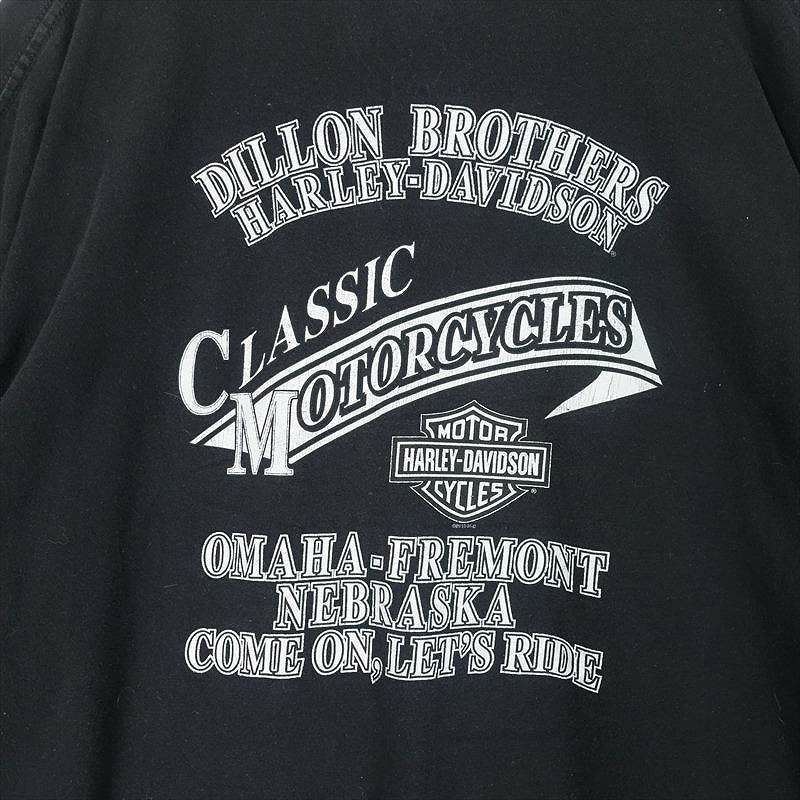 DILLON BROTHERS
HARLEY-DAVIDSON®
CLASSIC
MOTORCYCLES
MOTOR
HARLEY-DAVIDSON
CYCLES®
OMAHA-FREMONT
NEBRASKA
COME ON, LET'S RIDE